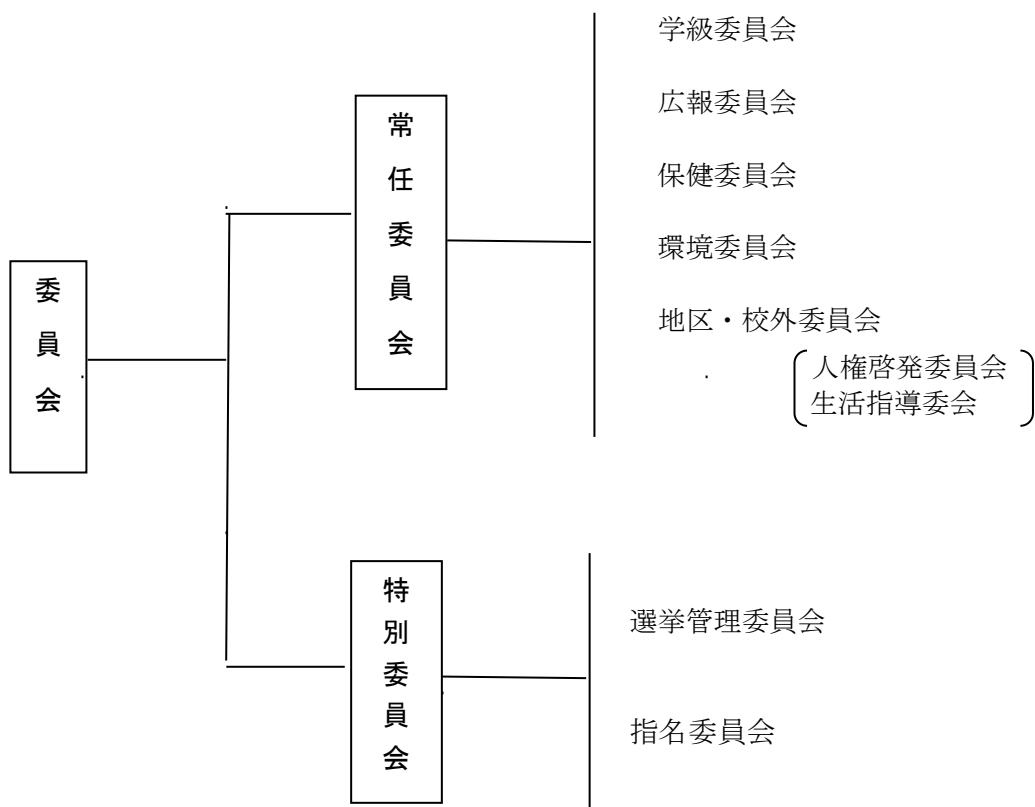 委員会
常任委員会
学級委員会
広報委員会
保健委員会
環境委員会
地区・校外委員会
人権啓発委員会
生活指導委会
特別委員会
選挙管理委員会
指名委員会